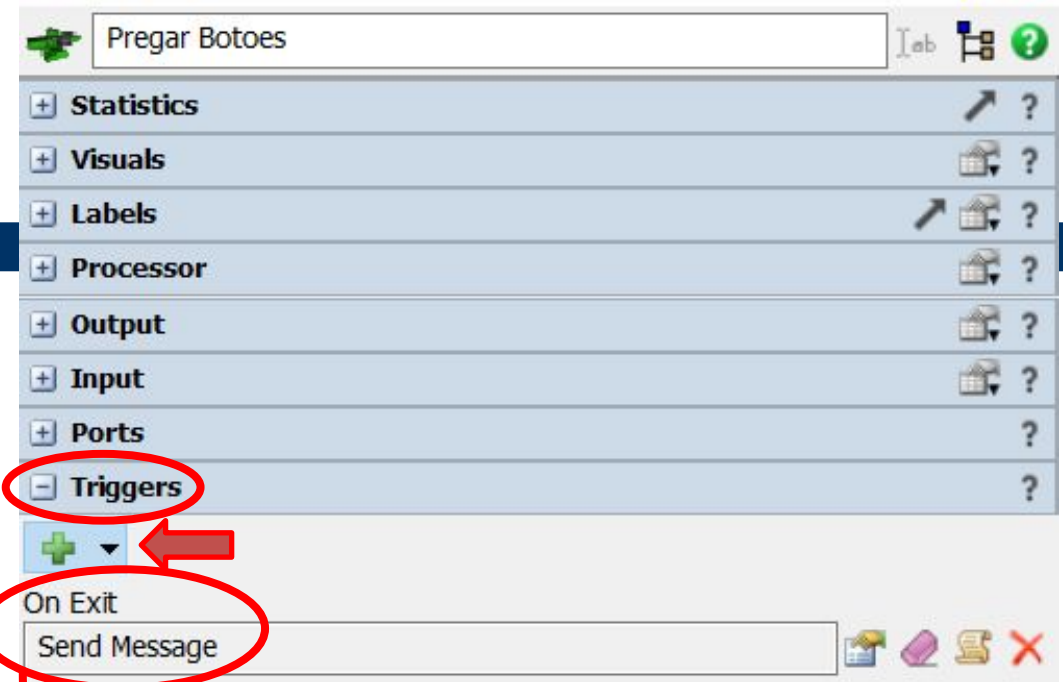 Pregar Botoes
Statistics
?
Visuals
?
Labels
?
Processor
?
Output
?
Input
?
Ports
?
Triggers
?
On Exit
Send Message